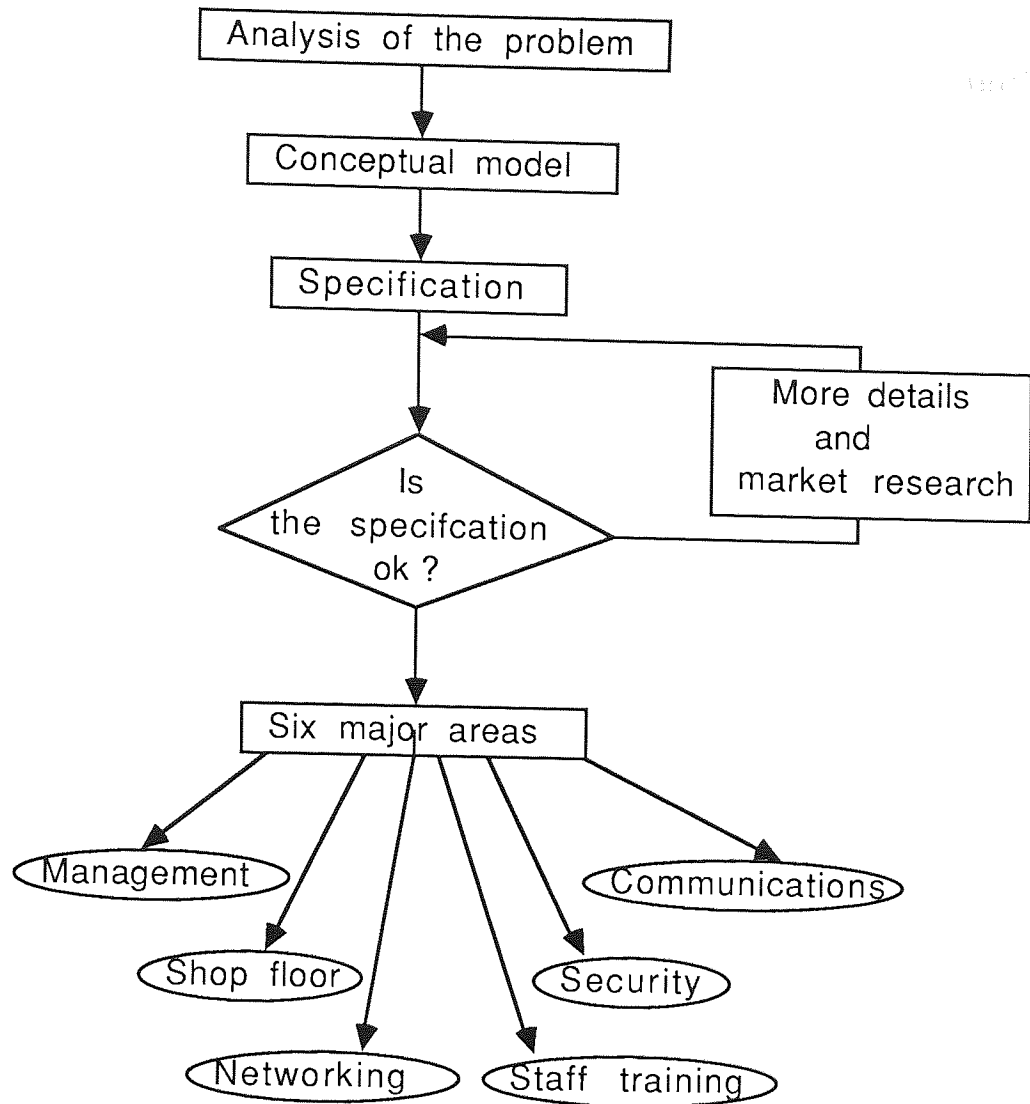 Analysis of the problem
Conceptual model
Specification
More details
and
market research
Is
the specifcation
ok ?
Six major areas
Management
Communications
Shop floor
Security
Networking
Staff training